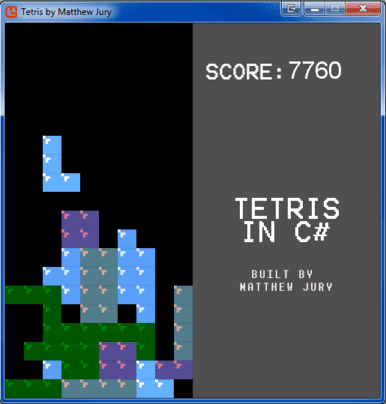 Tetris by Matthew Jury
SCORE: 7760
TETRIS
IN C#
BUILT BY
MATTHEW JURY